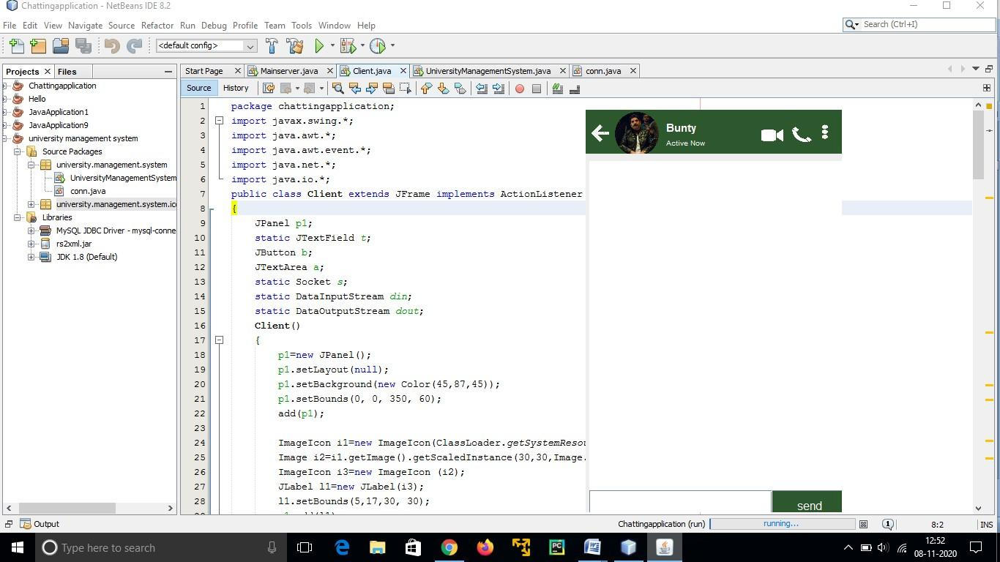 Chattingapplication - NetBeans IDE 8.2
File Edit View Navigate Source Refactor Run Debug Profile Team Tools Window Help
Search (Ctrl+I)
<default config>
Projects Files
Start Page Mainserver.java Client.java UniversityManagementSystem.java conn.java
Source History
Chattingapplication
Hello
JavaApplication1
JavaApplication9
university management system
Source Packages
university.management.system
UniversityManagementSystem
conn.java
university.management.system.ico
Libraries
MySQL JDBC Driver - mysql-conne
rs2xml.jar
JDK 1.8 (Default)
1 package chattingapplication;
2 import javax.swing.*;
3 import java.awt.*;
4 import java.awt.event.*;
5 import java.net.*;
6 import java.io.*;
7 public class Client extends JFrame implements ActionListener
8 {
9 JPanel p1;
10 static JTextField t;
11 JButton b;
12 JTextArea a;
13 static Socket s;
14 static DataInputStream din;
15 static DataOutputStream dout;
16 Client()
17 {
18 p1=new JPanel();
19 p1.setLayout(null);
20 p1.setBackground(new Color(45,87,45));
21 p1.setBounds(0, 0, 350, 60);
22 add(p1);
23
24 ImageIcon i1=new ImageIcon(ClassLoader.getSystemResou
25 Image i2=i1.getImage().getScaledInstance(30,30,Image.
26 ImageIcon i3=new ImageIcon (i2);
27 JLabel l1=new JLabel(i3);
28 l1.setBounds(5,17,30, 30);
Bunty
Active Now
send
Output
Chattingapplication (run) running... 1 8:2 INS
Type here to search
12:52
08-11-2020